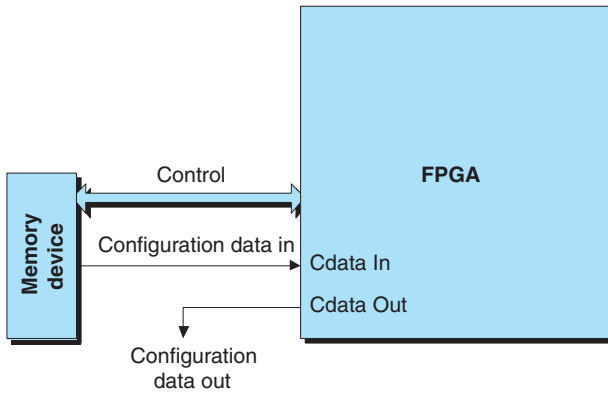 Control
FPGA
Memory
device
Configuration data in
Cdata In
Cdata Out
Configuration
data out